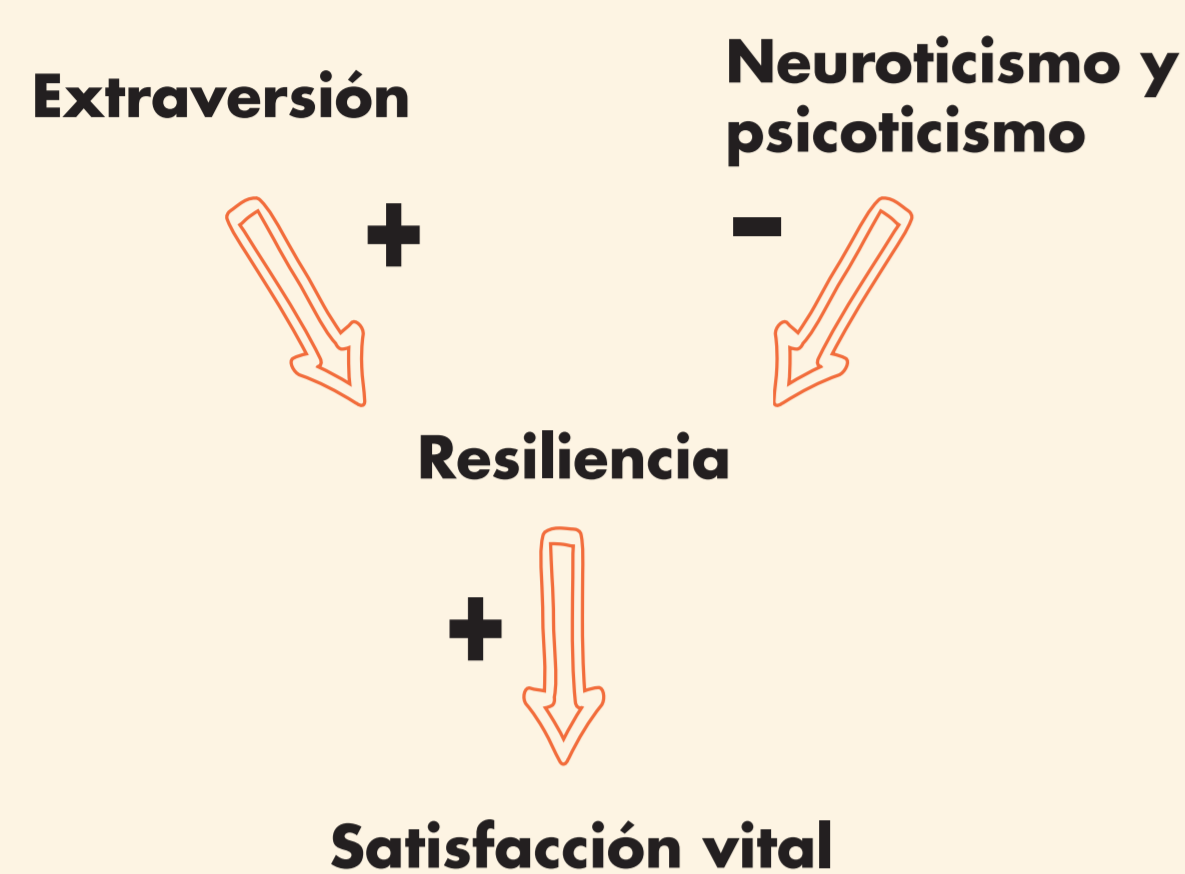 Extraversión
Neuroticismo y
psicoticismo
+
-
Resiliencia
+
Satisfacción vital